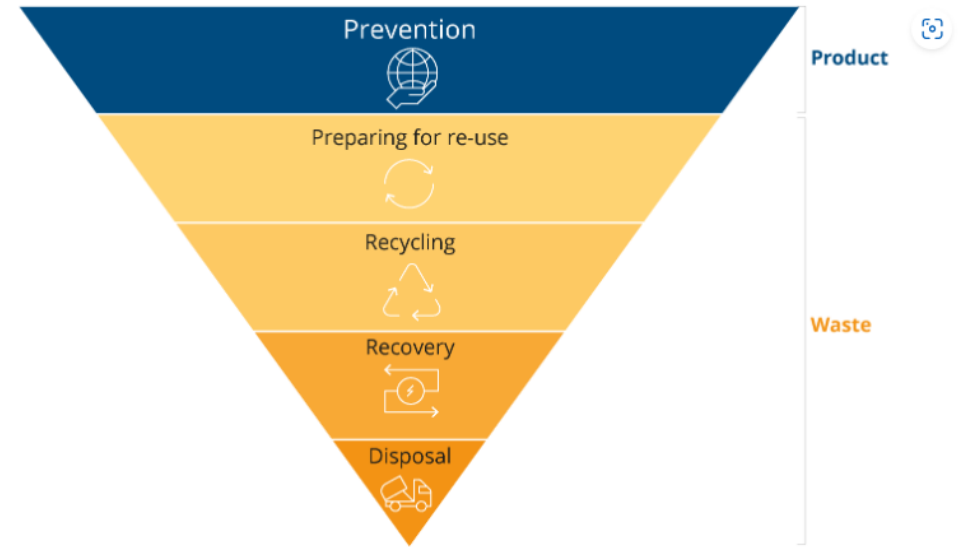 Prevention
Product
Preparing for re-use
Recycling
Waste
Recovery
Disposal